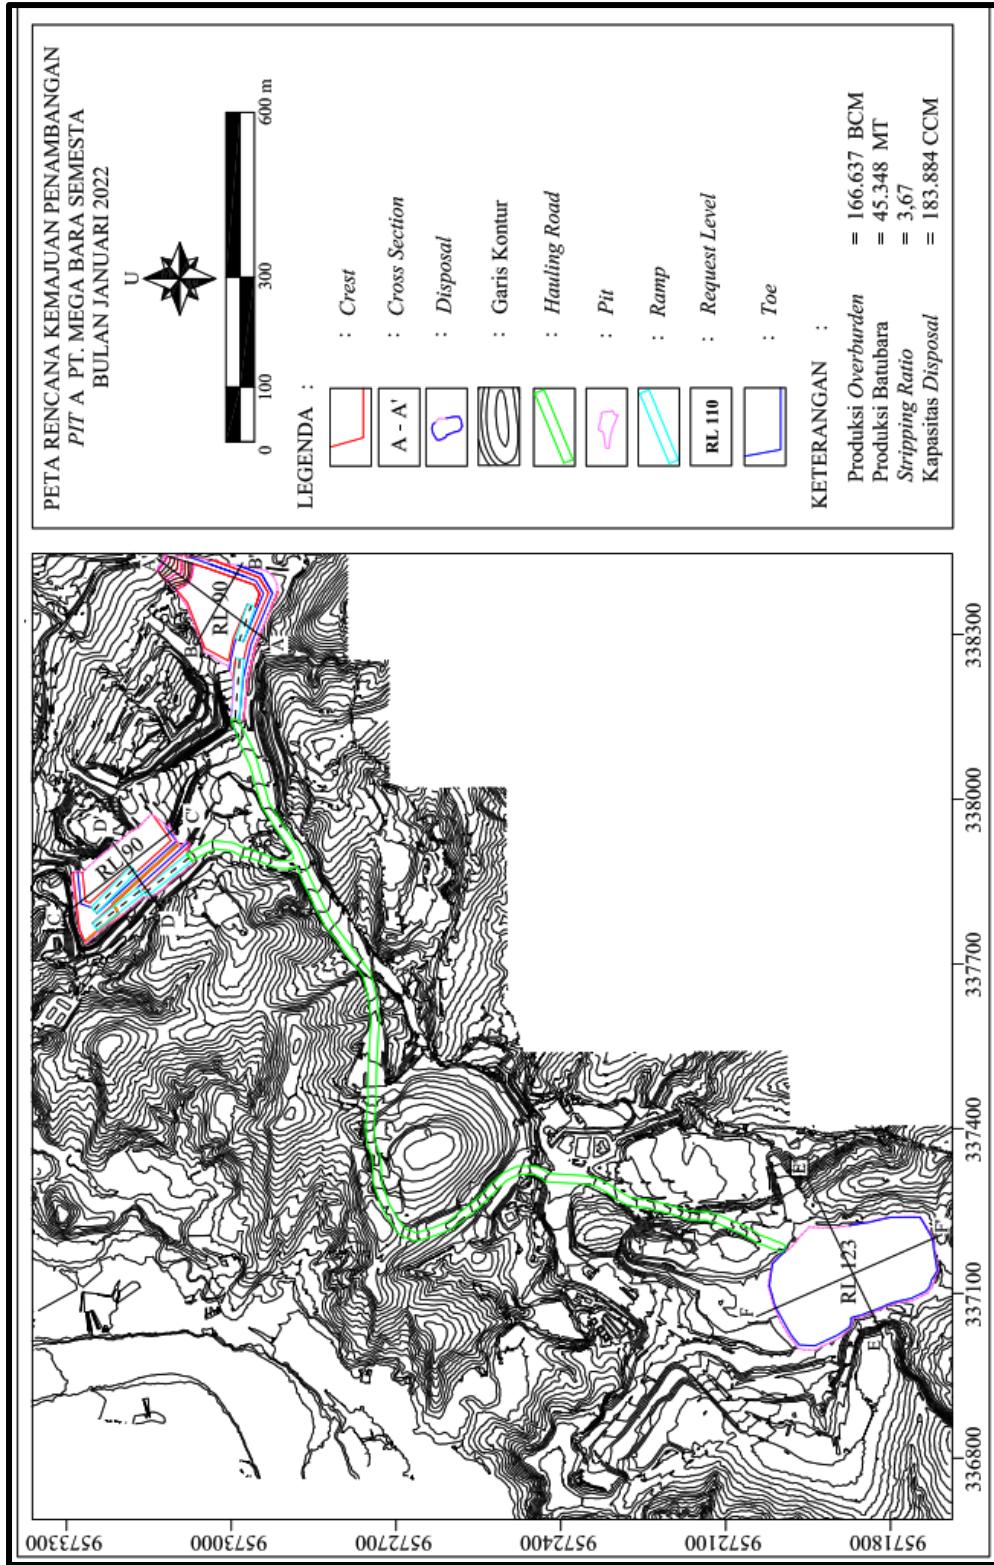 PETA RENCANA KEMAJUAN PENAMBANGAN
PIT A PT. MEGA BARA SEMESTA
BULAN JANUARI 2022
U
0 100 300 600 m
LEGENDA :
: Crest
A - A' : Cross Section
: Disposal
: Garis Kontur
: Hauling Road
: Pit
: Ramp
RL 110 : Request Level
: Toe
KETERANGAN :
Produksi Overburden = 166.637 BCM
Produksi Batubara = 45.348 MT
Stripping Ratio = 3,67
Kapasitas Disposal = 183.884 CCM
A'
B'
RL 90
B
A
D'
C'
RL 90
C
D
E'
F
RL 123
F'
E
336800 337100 337400 337700 338000 338300
9573300
9573000
9572700
9572400
9572100
9571800